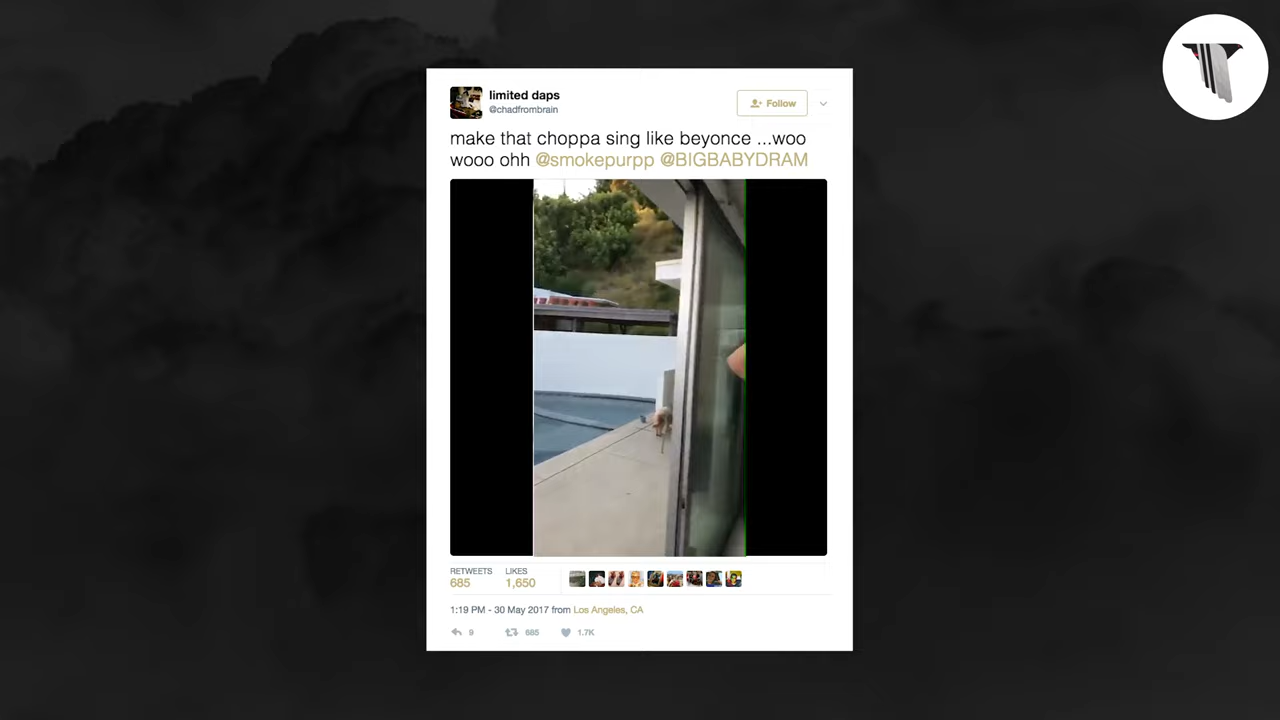 limited daps
@chadfrombrain
Follow
make that choppa sing like beyonce ...woo
wooo ohh @smokepurpp @BIGBABYDRAM
RETWEETS LIKES
685 1,650
1:19 PM - 30 May 2017 from Los Angeles, CA
9 685 1.7K